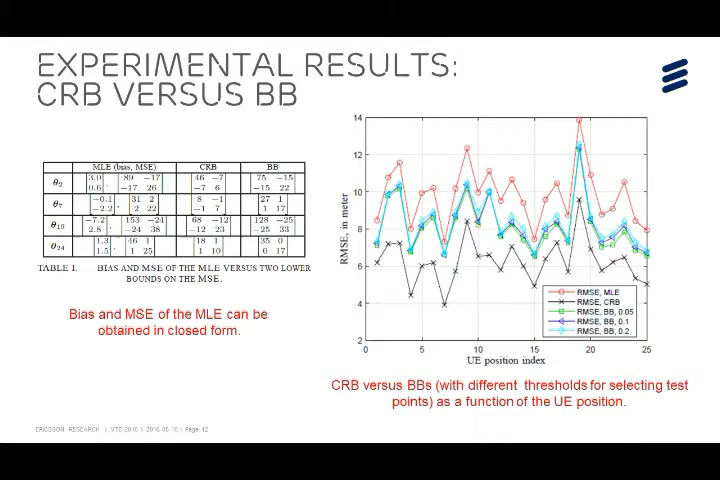 EXPERIMENTAL RESULTS:
CRB VERSUS BB
MLE (bias, MSE) CRB BB
θ2 3.0 0.6 , 89 −17 −17 26 46 −7 −7 6 75 −15 −15 22
θ7 −0.1 −2.2 , 31 2 2 22 8 −1 −1 7 27 1 1 17
θ19 −7.2 2.8 , 153 −24 −24 38 68 −12 −12 23 128 −25 −25 33
θ24 1.3 1.5 , 46 1 1 25 18 1 1 10 35 0 0 17
TABLE I. BIAS AND MSE OF THE MLE VERSUS TWO LOWER
BOUNDS ON THE MSE.
Bias and MSE of the MLE can be
obtained in closed form.
14
12
10
8
6
4
2
RMSE, in meter
0 5 10 15 20 25
UE position index
RMSE, MLE
RMSE, CRB
RMSE, BB, 0.05
RMSE, BB, 0.1
RMSE, BB, 0.2
CRB versus BBs (with different thresholds for selecting test
points) as a function of the UE position.
ERICSSON RESEARCH | VTC-2016 | 2016-05-16 | Page 12